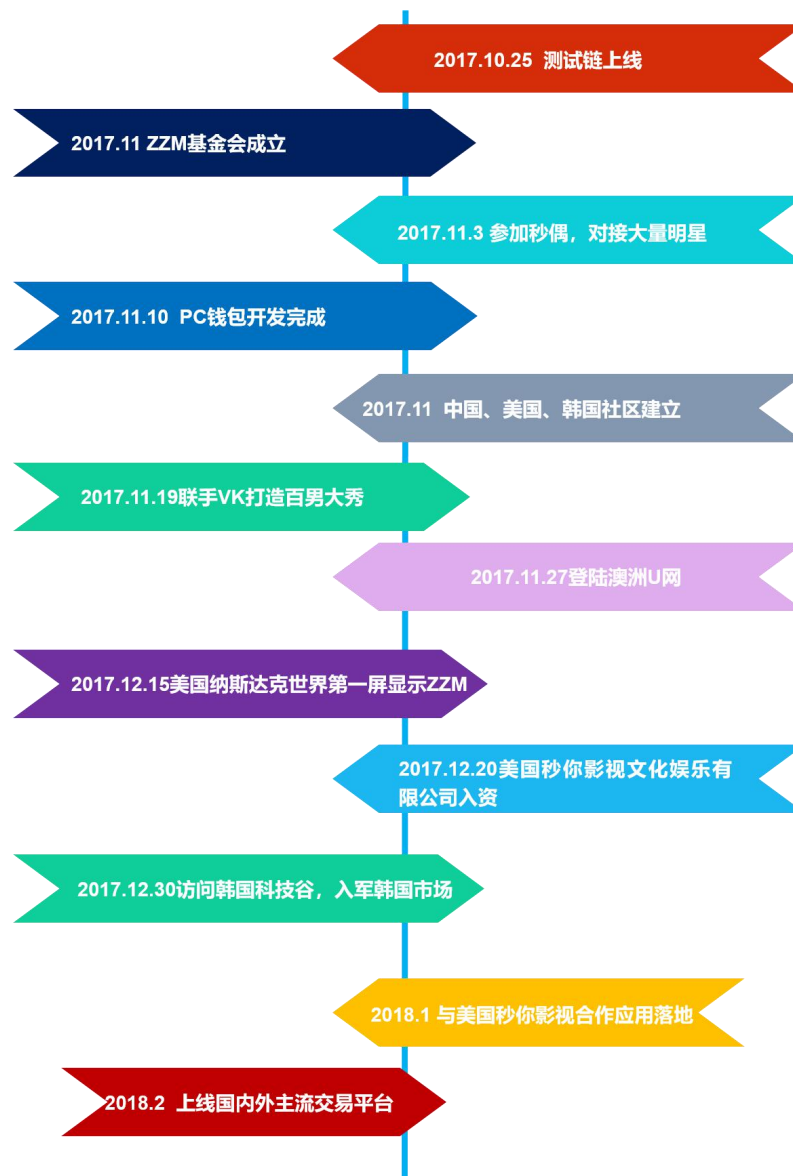 2017.10.25 测试链上线
2017.11 ZZM基金会成立
2017.11.3 参加秒偶，对接大量明星
2017.11.10 PC钱包开发完成
2017.11 中国、美国、韩国社区建立
2017.11.19联手VK打造百男大秀
2017.11.27登陆澳洲U网
2017.12.15美国纳斯达克世界第一屏显示ZZM
2017.12.20美国秒你影视文化娱乐有
限公司入资
2017.12.30访问韩国科技谷，入军韩国市场
2018.1 与美国秒你影视合作应用落地
2018.2 上线国内外主流交易平台